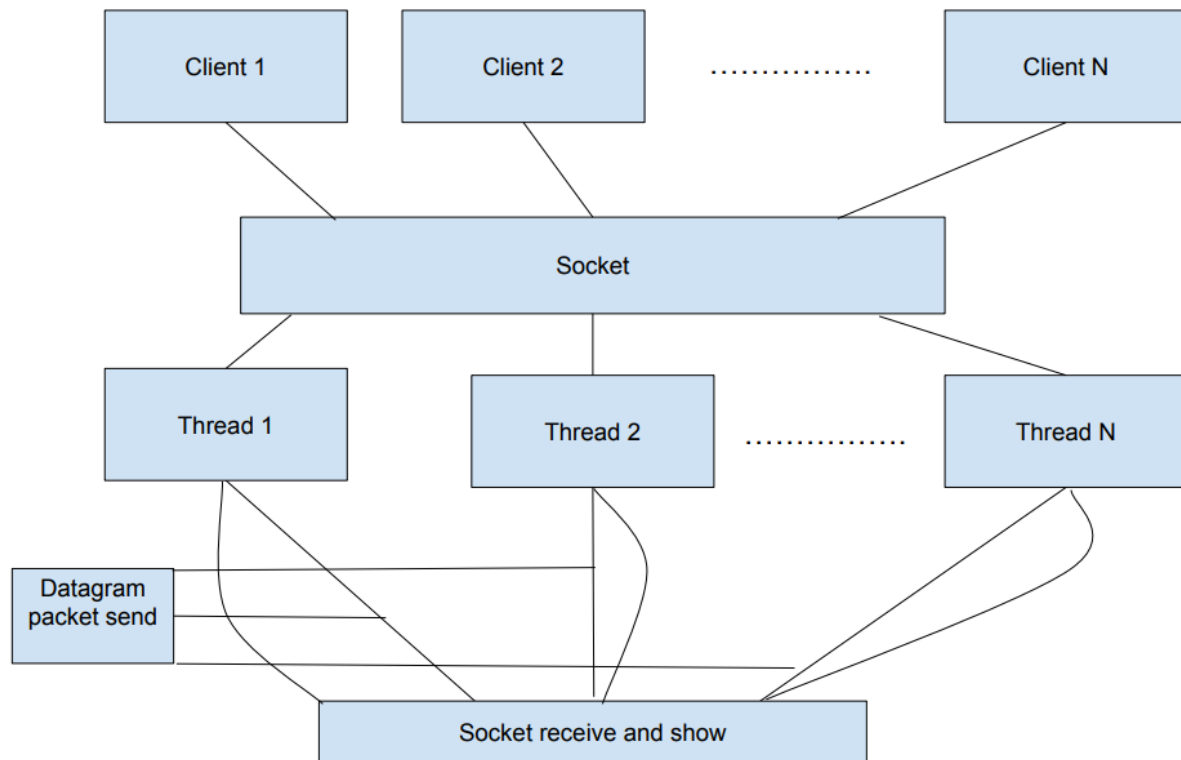 Client 1
Client 2
................
Client N
Socket
Thread 1
Thread 2
................
Thread N
Datagram
packet send
Socket receive and show